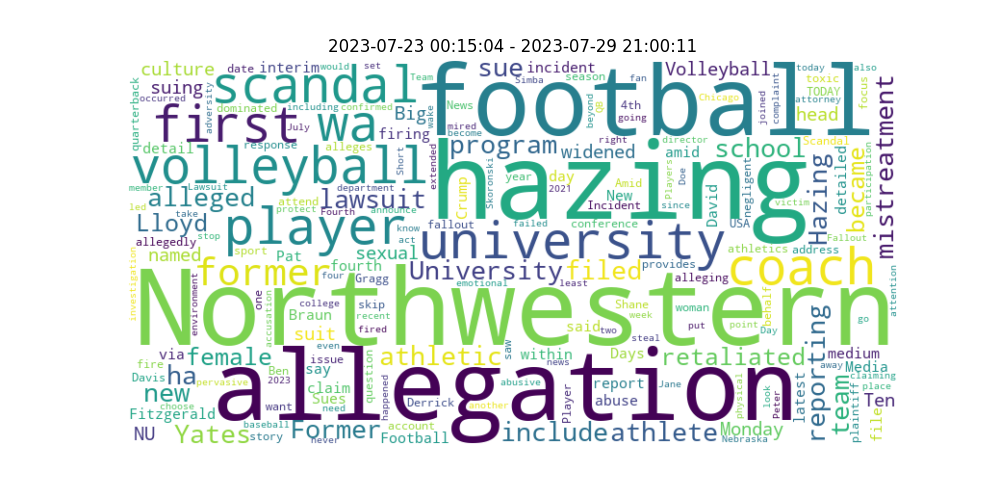 2023-07-23 00:15:04 - 2023-07-29 21:00:11
culture date interim would set sue incident Volleyball today also
suing scandal football Team Simba season fan toxic
occurred dominated including confirmed Big News QB 4th Chicago TODAY focus
quarterback adversity first July wa firing wake mired become beyond going joined complaint attorney head
detail response alleges program widened right director Scandal
volleyball Short extended hazing amid school became participation mistreatment
member Lawsuit department lawsuit Skoronski year day 2021 Amid New since Players Doe David negligent victim Hazing detailed
alleged attend protect Fourth announce Crump Incident
led take Lloyd player know fallout failed conference USA address Fallout
allegedly stop act university athletics
named sport Pat sexual
former fourth Gragg University filed provides alleging coach
investigation environment four emotional least
Northwestern
one college skip Shane woman behalf attention
accusation Braun recent week put point Day go
suit fired said two steal
via even saw news
fire female issue athletic within Days retaliated medium
ha Ben say question report Media
Davis pervasive 2023 claim abusive Jane claiming
new allegation Player abuse physical look Peter latest reporting team place plaintiff Ten
choose want Sues need happened Derrick another away
Fitzgerald baseball account file
NU Yates Former include athlete Monday
story never Football Nebraska